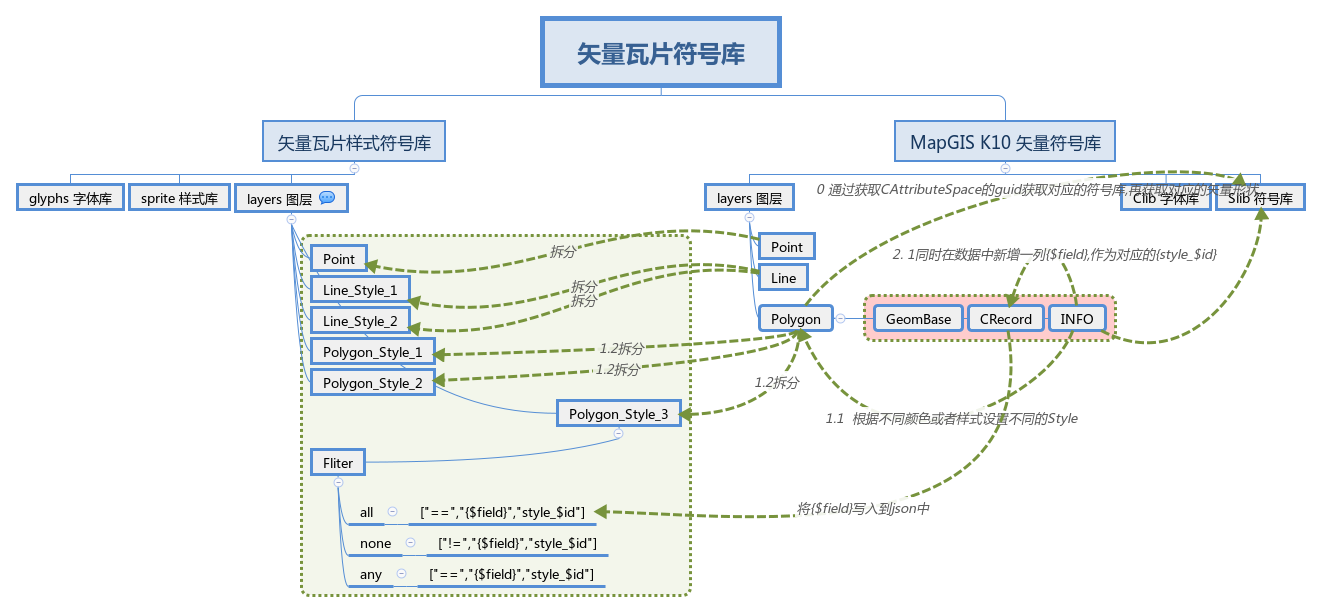 矢量瓦片符号库
矢量瓦片样式符号库
MapGIS K10 矢量符号库
glyphs 字体库
sprite 样式库
layers 图层
layers 图层
0 通过获取CAttributeSpace的guid获取对应的符号库,再获取对应的矢量形状
Clib 字体库
Slib 符号库
Point
拆分
Point
2. 1同时在数据中新增一列{$field},作为对应的{style_$id}
Line_Style_1
拆分
Line
拆分
Line_Style_2
Polygon
GeomBase
CRecord
INFO
Polygon_Style_1
1.2拆分
Polygon_Style_2
1.2拆分
1.2拆分
Polygon_Style_3
1.1 根据不同颜色或者样式设置不同的Style
Fliter
all
["==","{$field}","style_$id"]
将{$field}写入到json中
none
["!=","{$field}","style_$id"]
any
["==","{$field}","style_$id"]